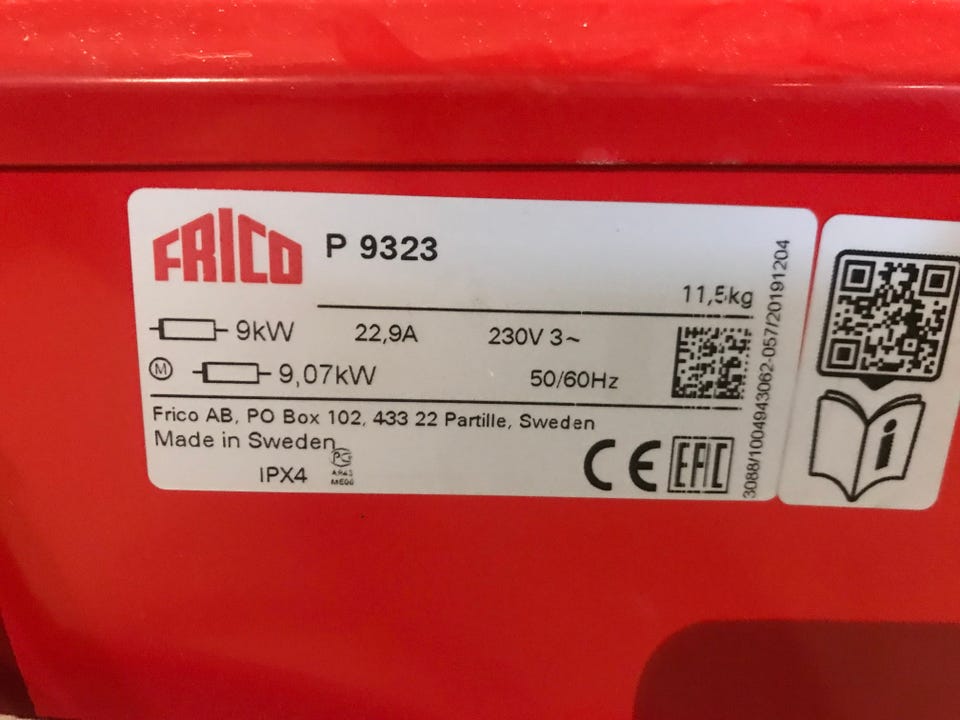 FRICO P 9323
11,5kg
9kW 22,9A 230V 3~
M 9,07kW 50/60Hz
Frico AB, PO Box 102, 433 22 Partille, Sweden
Made in Sweden
IPX4
CE EAC
3088/1004943062-057/20191204
i